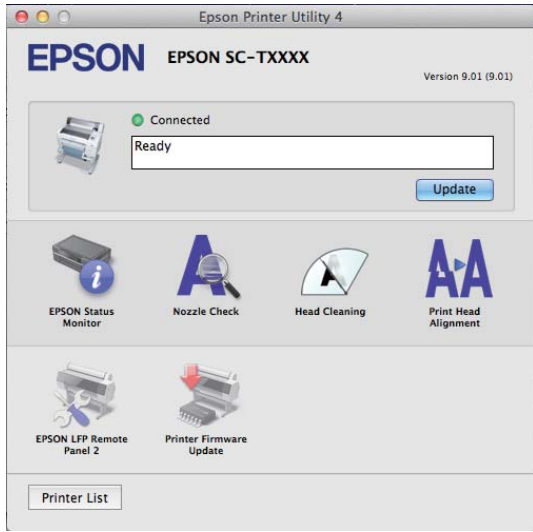 Epson Printer Utility 4
EPSON
EPSON SC-TXXXX
Version 9.01 (9.01)
Connected
Ready
Update
EPSON Status
Monitor
Nozzle Check
Head Cleaning
Print Head
Alignment
EPSON LFP Remote
Panel 2
Printer Firmware
Update
Printer List